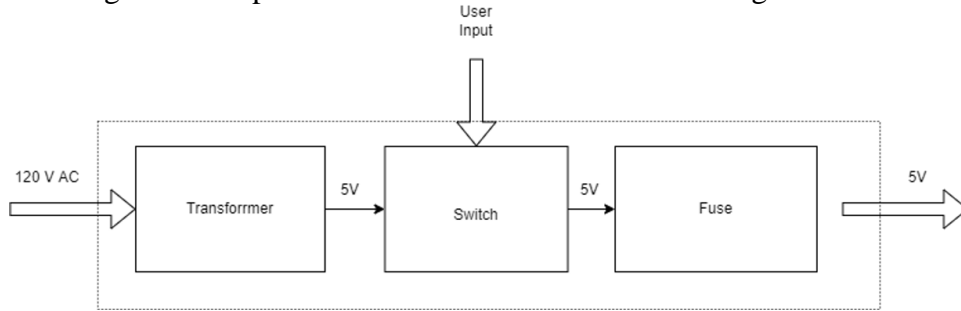 User
Input
120 V AC
5V
5V
5V
Transforrmer
Switch
Fuse